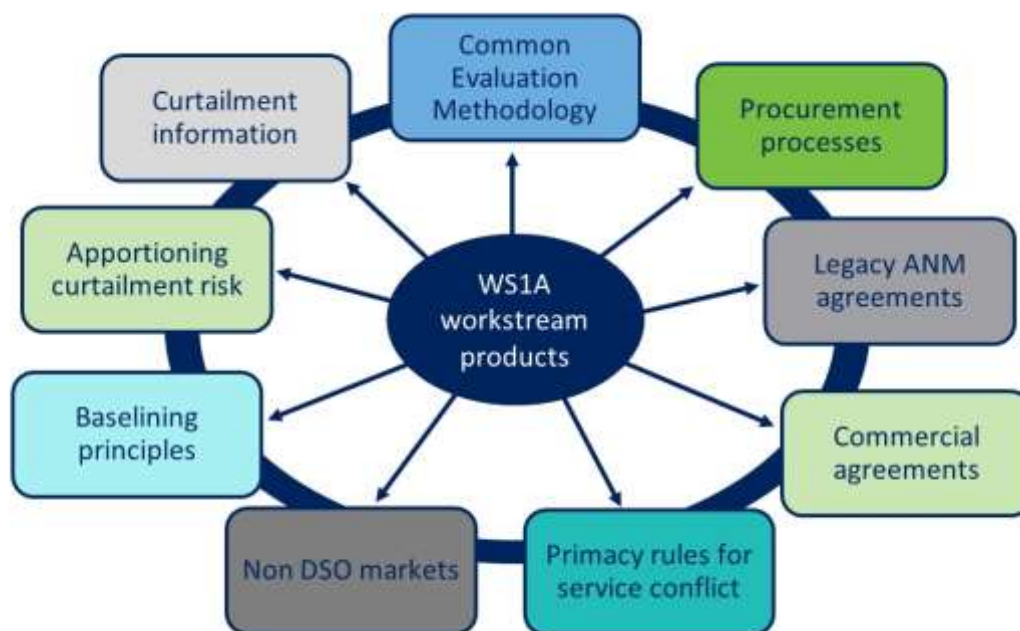 Common
Evaluation
Methodology
Procurement
processes
Legacy ANM
agreements
Commercial
agreements
Primacy rules for
service conflict
Non DSO markets
Baselining
principles
Apportioning
curtailment risk
Curtailment
information
WS1A
workstream
products